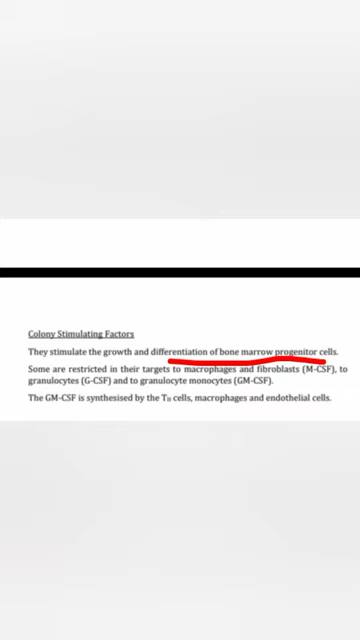 Colony Stimulating Factors
They stimulate the growth and differentiation of bone marrow progenitor cells.
Some are restricted in their targets to macrophages and fibroblasts (M-CSF), to
granulocytes (G-CSF) and to granulocyte monocytes (GM-CSF).
The GM-CSF is synthesised by the TH cells, macrophages and endothelial cells.